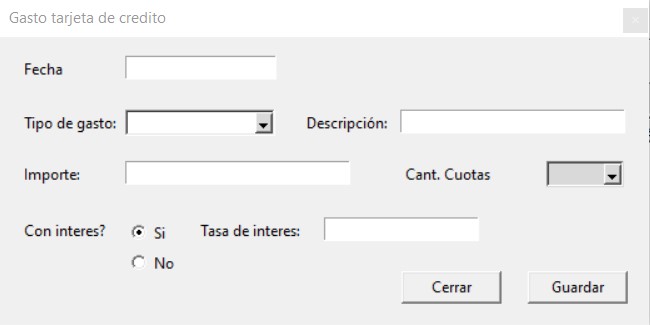 Gasto tarjeta de credito
Fecha
Tipo de gasto: Descripción:
Importe: Cant. Cuotas
Con interes? Si Tasa de interes:
No
Cerrar Guardar